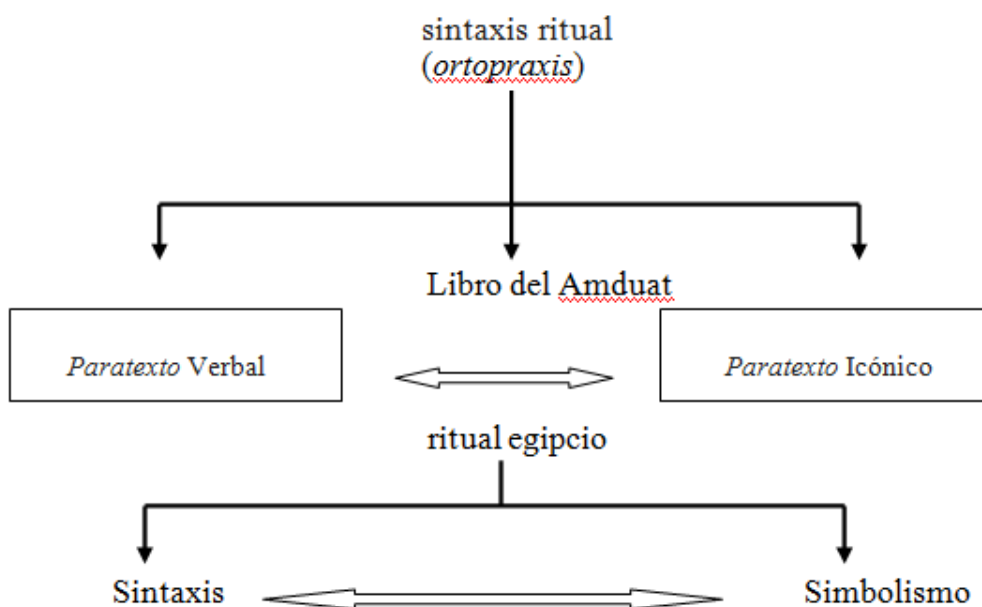 sintaxis ritual
(ortopraxis)
Libro del Amduat
Paratexto Verbal
Paratexto Icónico
ritual egipcio
Sintaxis
Simbolismo